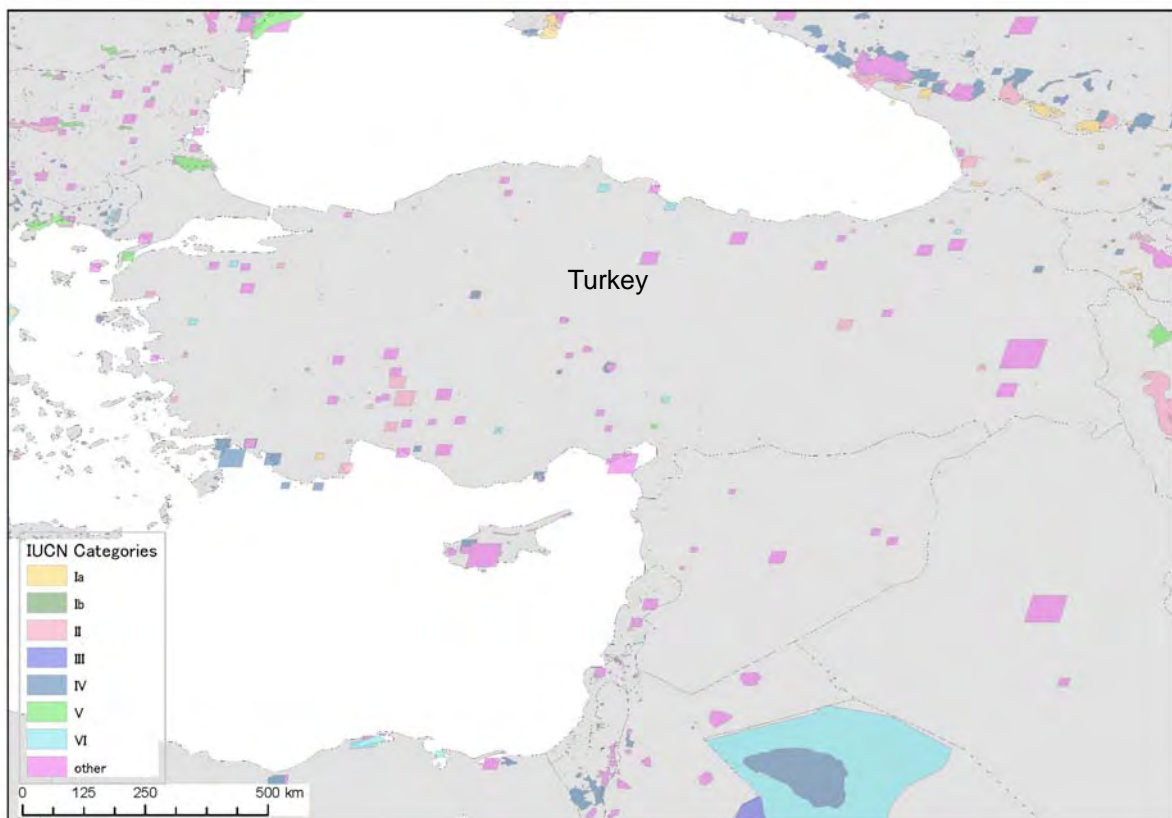 Turkey
IUCN Categories
Ia
Ib
II
III
IV
V
VI
other
0 125 250 500 km